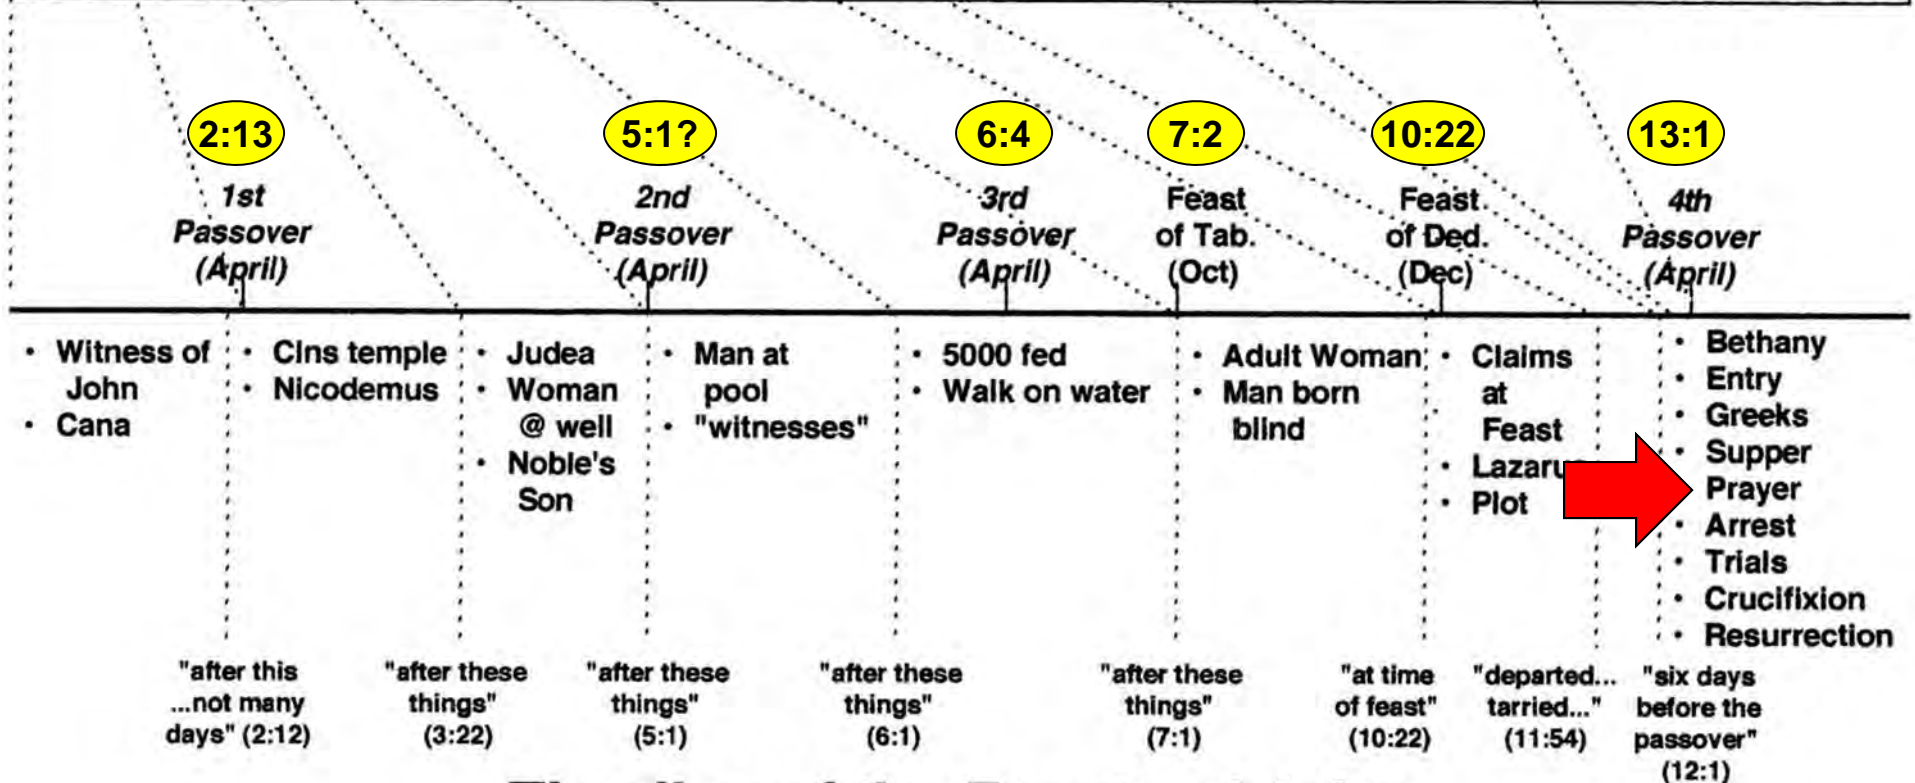 2:13
5:1?
6:4
7:2
10:22
13:1
1st
Passover
(April)
2nd
Passover
(April)
3rd
Passover
(April)
Feast
of Tab.
(Oct)
Feast
of Ded.
(Dec)
4th
Passover
(April)
• Witness of
John
• Cana
• Clns temple
• Nicodemus
• Judea
• Woman
@ well
• Noble's
Son
• Man at
pool
• "witnesses"
• 5000 fed
• Walk on water
• Adult Woman
• Man born
blind
• Claims
at
Feast
• Lazarus
• Plot
• Bethany
• Entry
• Greeks
• Supper
Prayer
• Arrest
• Trials
• Crucifixion
• Resurrection
"after this
...not many
days" (2:12)
"after these
things"
(3:22)
"after these
things"
(5:1)
"after these
things"
(6:1)
"after these
things"
(7:1)
"at time
of feast"
(10:22)
"departed...
tarried..."
(11:54)
"six days
before the
passover"
(12:1)